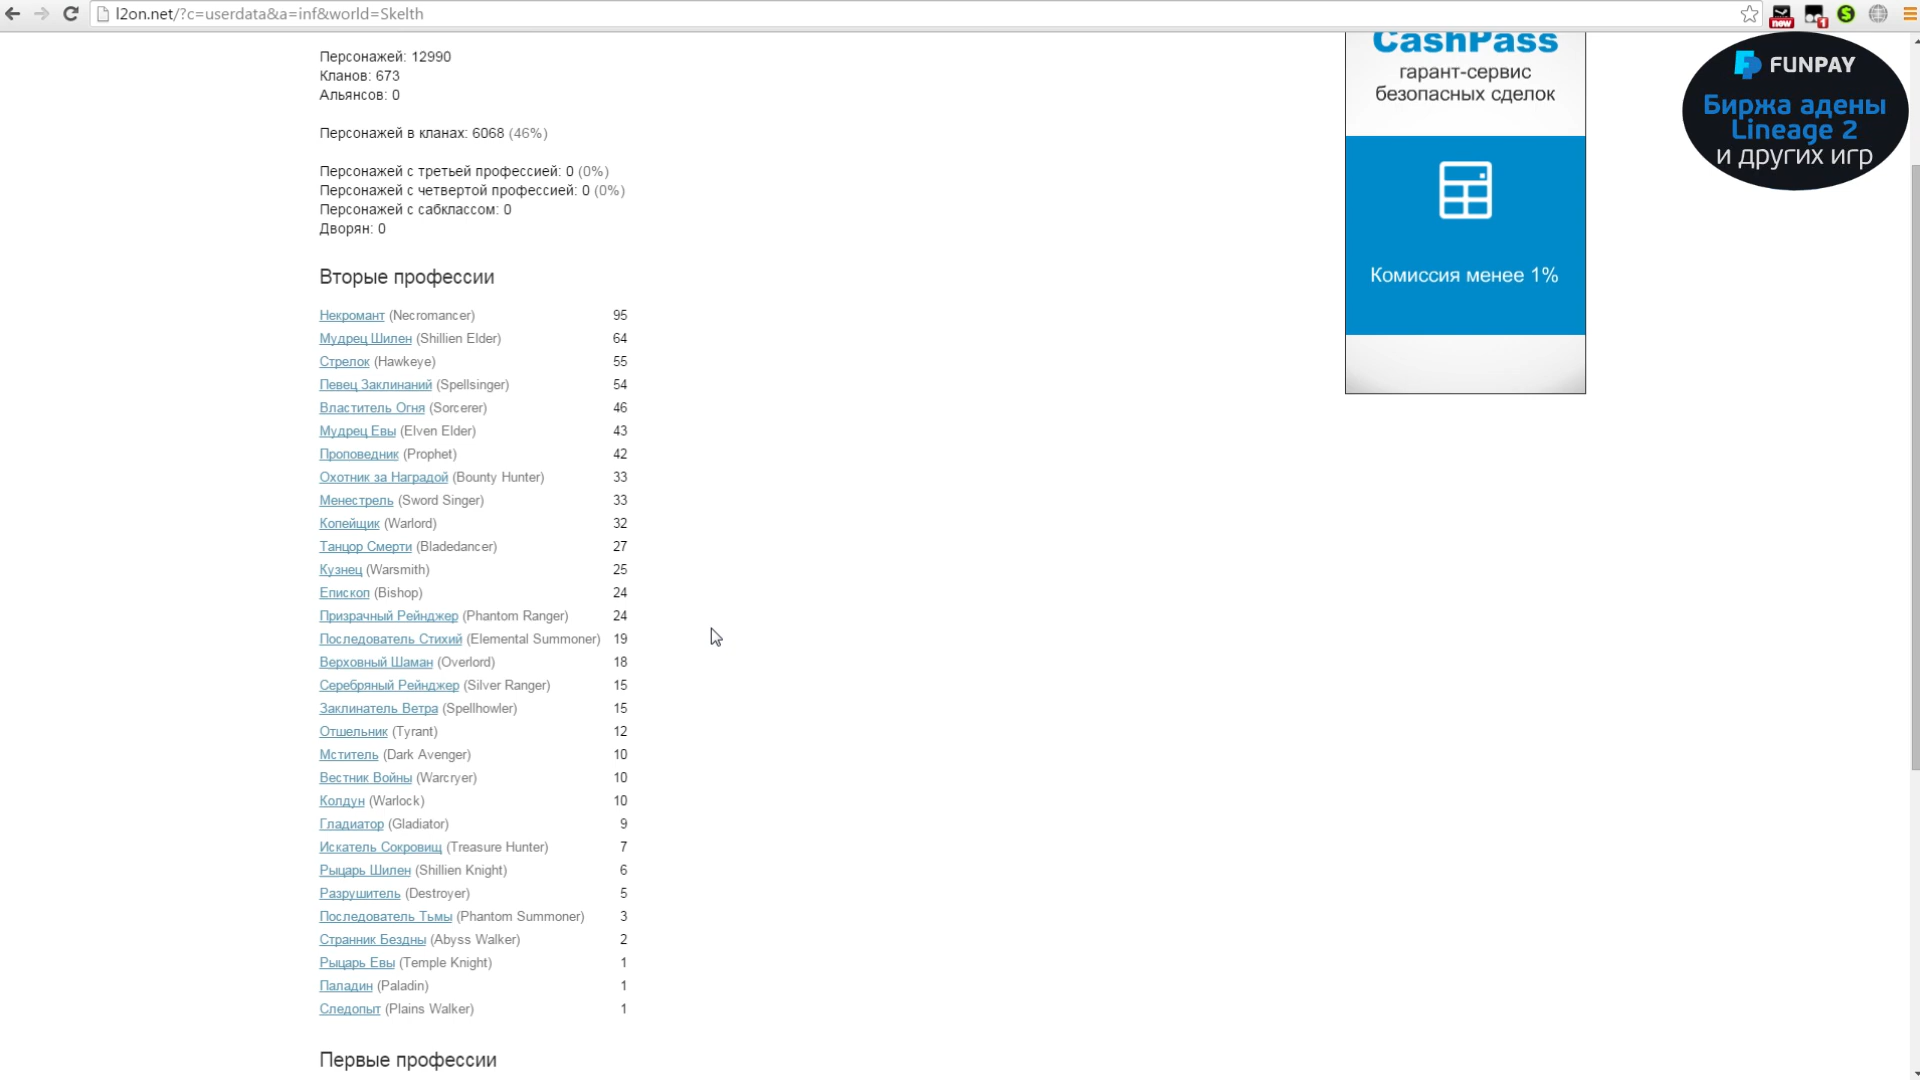 l2on.net/?c=userdata&a=inf&world=Skelth
new
1
Персонажей: 12990
Кланов: 673
Альянсов: 0
Персонажей в кланах: 6068 (46%)
Персонажей с третьей профессией: 0 (0%)
Персонажей с четвертой профессией: 0 (0%)
Персонажей с сабклассом: 0
Дворян: 0
Вторые профессии
Некромант (Necromancer) 95
Мудрец Шилен (Shillien Elder) 64
Стрелок (Hawkeye) 55
Певец Заклинаний (Spellsinger) 54
Властитель Огня (Sorcerer) 46
Мудрец Евы (Elven Elder) 43
Проповедник (Prophet) 42
Охотник за Наградой (Bounty Hunter) 33
Менестрель (Sword Singer) 33
Копейщик (Warlord) 32
Танцор Смерти (Bladedancer) 27
Кузнец (Warsmith) 25
Епископ (Bishop) 24
Призрачный Рейнджер (Phantom Ranger) 24
Последователь Стихий (Elemental Summoner) 19
Верховный Шаман (Overlord) 18
Серебряный Рейнджер (Silver Ranger) 15
Заклинатель Ветра (Spellhowler) 15
Отшельник (Tyrant) 12
Мститель (Dark Avenger) 10
Вестник Войны (Warcryer) 10
Колдун (Warlock) 10
Гладиатор (Gladiator) 9
Искатель Сокровищ (Treasure Hunter) 7
Рыцарь Шилен (Shillien Knight) 6
Разрушитель (Destroyer) 5
Последователь Тьмы (Phantom Summoner) 3
Странник Бездны (Abyss Walker) 2
Рыцарь Евы (Temple Knight) 1
Паладин (Paladin) 1
Следопыт (Plains Walker) 1
Первые профессии
CashPass
гарант-сервис
безопасных сделок
Комиссия менее 1%
FUNPAY
Биржа адены
Lineage 2
и других игр